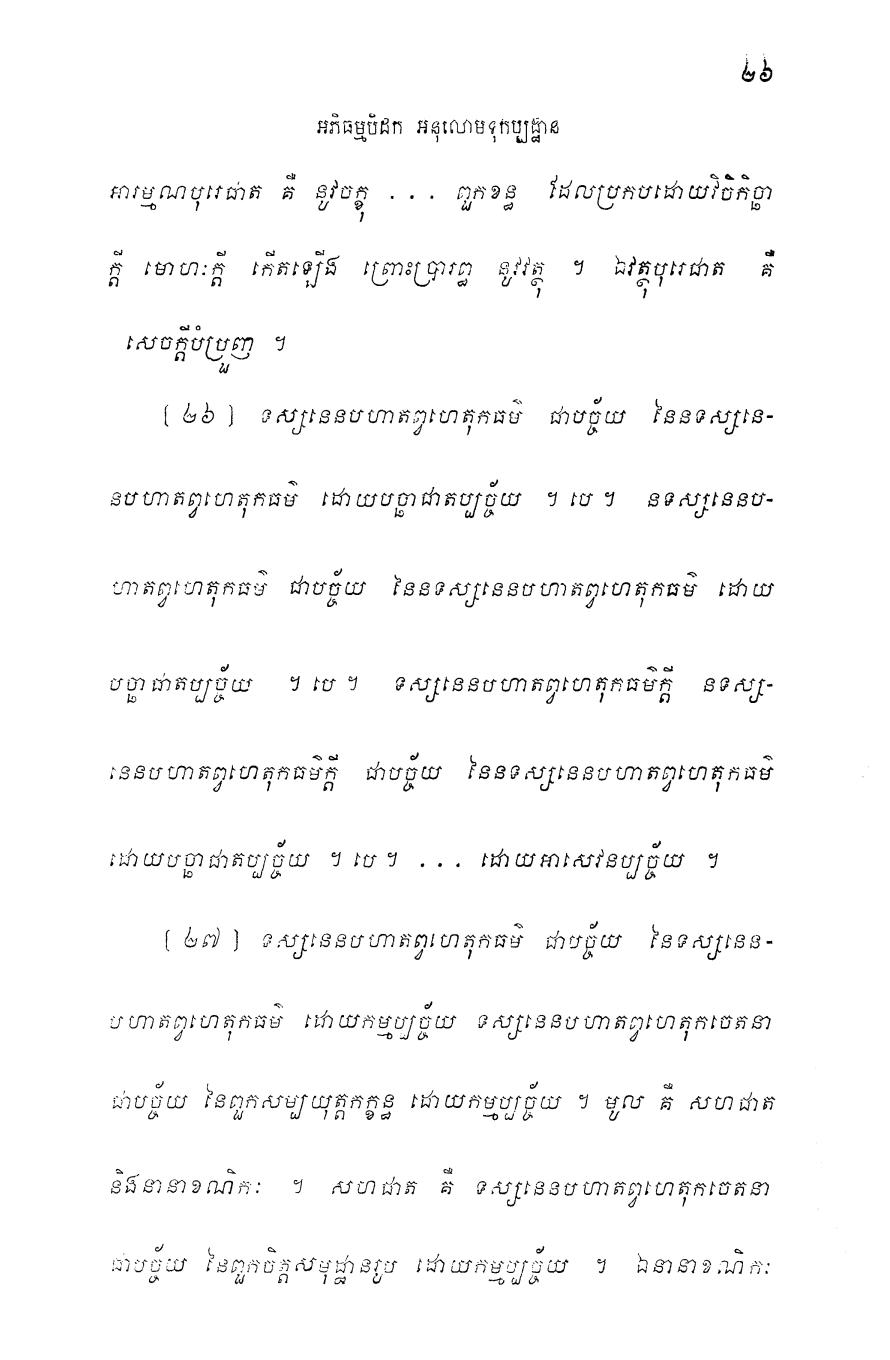 ២៦
អភិធម្មបិដក អនុលោមទុកប្បដ្ឋាន
អារម្មណបុរេជាត គឺ នូវចក្ខុ . . . ពួកខន្ធ ដែលប្រកបដោយវិចិកិច្ឆា
ក្តី មោហៈក្តី កើតឡើង ព្រោះប្រារព្ធ នូវវត្ថុ ។ ឯវត្ថុបុរេជាត គឺ
សេចក្តីបំប្រួញ ។
( ២៦ ) ទស្សនេនបហាតព្វហេតុកធម៌ ជាបច្ច័យ នៃនទស្សនេ-
នបហាតព្វហេតុកធម៌ ដោយបច្ឆាជាតប្បច្ច័យ ។ បេ ។ នទស្សនេនប-
ហាតព្វហេតុកធម៌ ជាបច្ច័យ នៃនទស្សនេនបហាតព្វហេតុកធម៌ ដោយ
បច្ឆាជាតប្បច្ច័យ ។ បេ ។ ទស្សនេនបហាតព្វហេតុកធម៌ក្តី នទស្ស-
នេនបហាតព្វហេតុកធម៌ក្តី ជាបច្ច័យ នៃនទស្សនេនបហាតព្វហេតុកធម៌
ដោយបច្ឆាជាតប្បច្ច័យ ។ បេ ។ . . . ដោយអាសេវនប្បច្ច័យ ។
( ២៧ ) ទស្សនេនបហាតព្វហេតុកធម៌ ជាបច្ច័យ នៃទស្សនេន-
បហាតព្វហេតុកធម៌ ដោយកម្មប្បច្ច័យ ទស្សនេនបហាតព្វហេតុកចេតនា
ជាបច្ច័យ នៃពួកសម្បយុត្តកក្ខន្ធ ដោយកម្មប្បច្ច័យ ។ មូល គឺ សហជាត
និងនានាខណិកៈ ។ សហជាត គឺ ទស្សនេនបហាតព្វហេតុកចេតនា
ជាបច្ច័យ នៃពួកចិត្តសមុដ្ឋានរូប ដោយកម្មប្បច្ច័យ ។ ឯនានាខណិកៈ